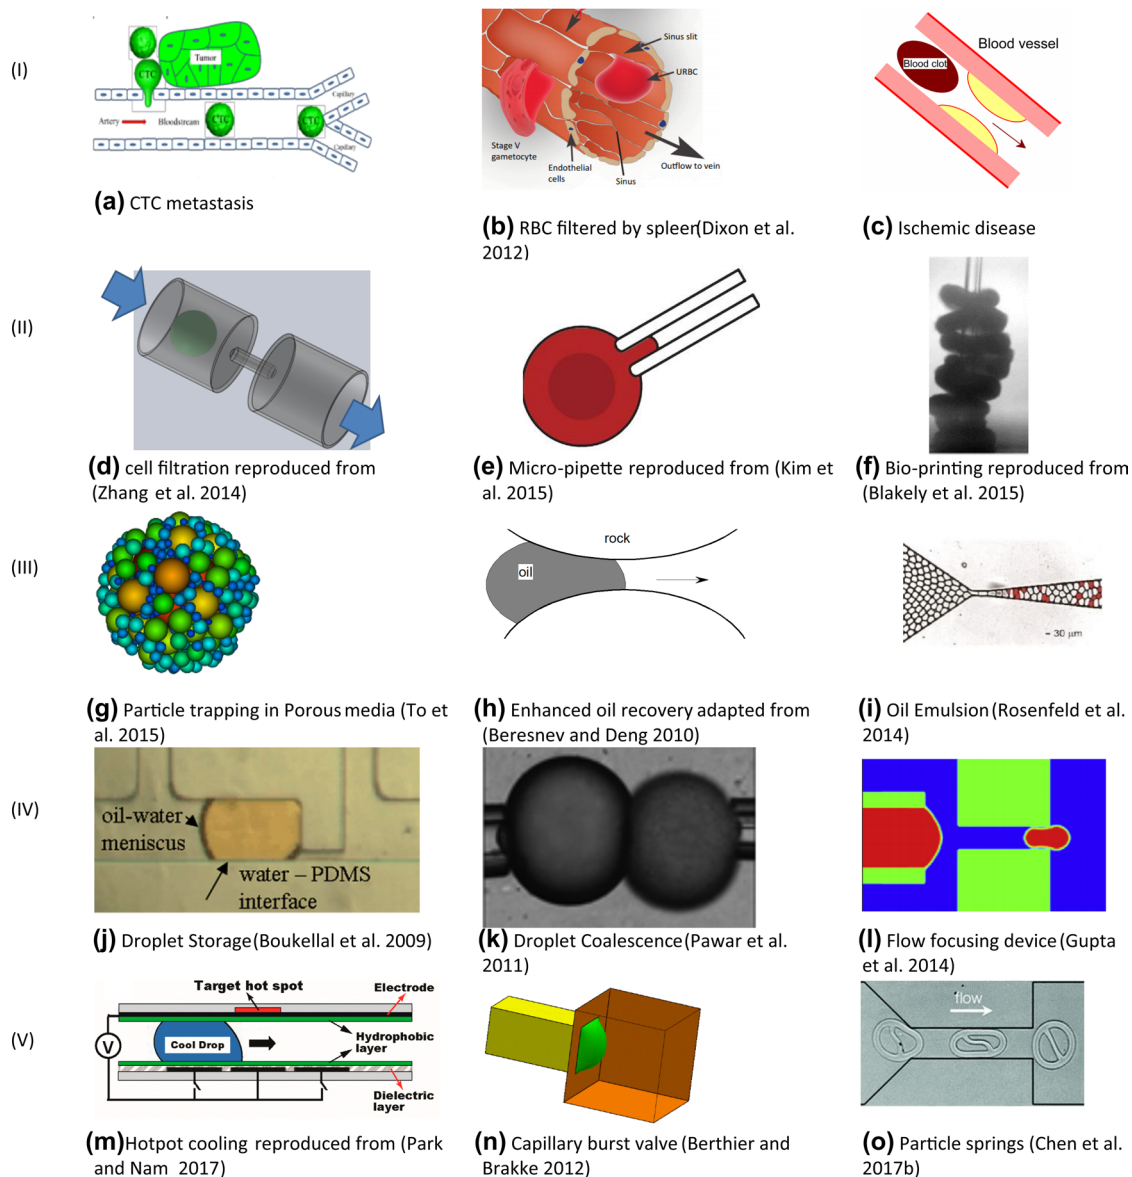 (I)
Tumor
CTC
Capillary
Artery
Bloodstream
CTC
CTC
Capillary
(a) CTC metastasis
Sinus slit
URBC
Stage V
gametocyte
Endothelial
cells
Sinus
Outflow to vein
(b) RBC filtered by spleer(Dixon et al.
2012)
Blood vessel
Blood clot
(c) Ischemic disease
(II)
(d) cell filtration reproduced from
(Zhang et al. 2014)
(e) Micro-pipette reproduced from (Kim et
al. 2015)
(f) Bio-printing reproduced from
(Blakely et al. 2015)
(III)
(g) Particle trapping in Porous media (To et
al. 2015)
rock
oil
(h) Enhanced oil recovery adapted from
(Beresnev and Deng 2010)
~ 30 µm
(i) Oil Emulsion (Rosenfeld et al.
2014)
(IV)
oil-water
meniscus
water – PDMS
interface
(j) Droplet Storage(Boukellal et al. 2009)
(k) Droplet Coalescence(Pawar et al.
2011)
(l) Flow focusing device (Gupta
et al. 2014)
(V)
Target hot spot
Electrode
V
Cool Drop
Hydrophobic
layer
Dielectric
layer
(m)Hotpot cooling reproduced from (Park
and Nam 2017)
(n) Capillary burst valve (Berthier and
Brakke 2012)
flow
(o) Particle springs (Chen et al.
2017b)